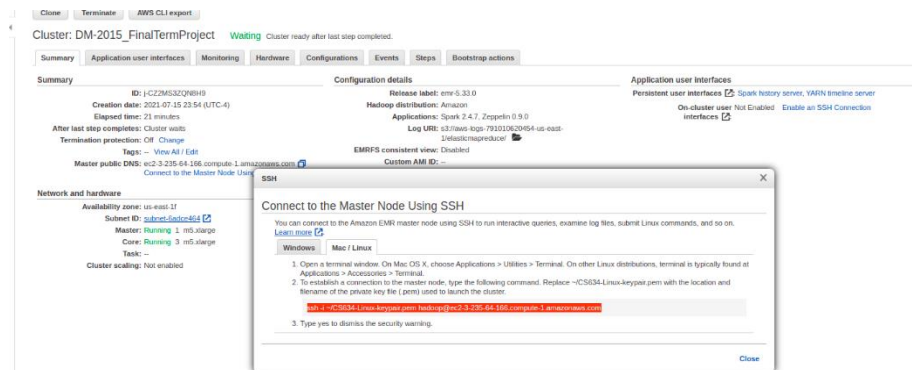 Clone Terminate AWS CLI export
Cluster: DM-2015_FinalTermProject Waiting Cluster ready after last step completed.
Summary Application user interfaces Monitoring Hardware Configurations Events Steps Bootstrap actions
Summary
ID: j-CZ2MS3ZQN8H9
Creation date: 2021-07-15 23:54 (UTC-4)
Elapsed time: 21 minutes
After last step completes: Cluster waits
Termination protection: Off Change
Tags: -- View All / Edit
Master public DNS: ec2-3-235-64-166.compute-1.amazonaws.com
Connect to the Master Node Using
Configuration details
Release label: emr-5.33.0
Hadoop distribution: Amazon
Applications: Spark 2.4.7, Zeppelin 0.9.0
Log URI: s3://aws-logs-791010620454-us-east-
1/elasticmapreduce/
EMRFS consistent view: Disabled
Custom AMI ID: --
Application user interfaces
Persistent user interfaces : Spark history server, YARN timeline server
On-cluster user Not Enabled Enable an SSH Connection
interfaces :
Network and hardware
Availability zone: us-east-1f
Subnet ID: subnet-6adce464
Master: Running 1 m5.xlarge
Core: Running 3 m5.xlarge
Task: --
Cluster scaling: Not enabled
SSH X
Connect to the Master Node Using SSH
You can connect to the Amazon EMR master node using SSH to run interactive queries, examine log files, submit Linux commands, and so on.
Learn more
Windows Mac / Linux
1. Open a terminal window. On Mac OS X, choose Applications > Utilities > Terminal. On other Linux distributions, terminal is typically found at
Applications > Accessories > Terminal.
2. To establish a connection to the master node, type the following command. Replace ~/CS634-Linux-keypair.pem with the location and
filename of the private key file (.pem) used to launch the cluster.
ssh -i ~/CS634-Linux-keypair.pem hadoop@ec2-3-235-64-166.compute-1.amazonaws.com
3. Type yes to dismiss the security warning.
Close